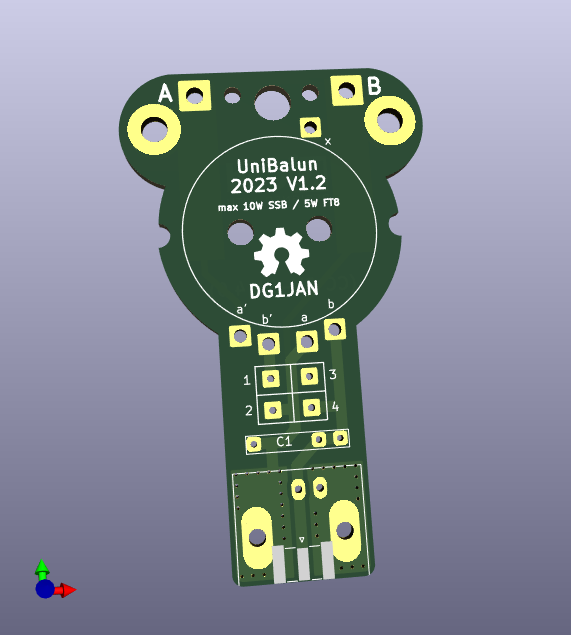 A B
x
UniBalun
2023 V1.2
max 10W SSB / 5W FT8
DG1JAN
a' b' a b
1 3
2 4
C1